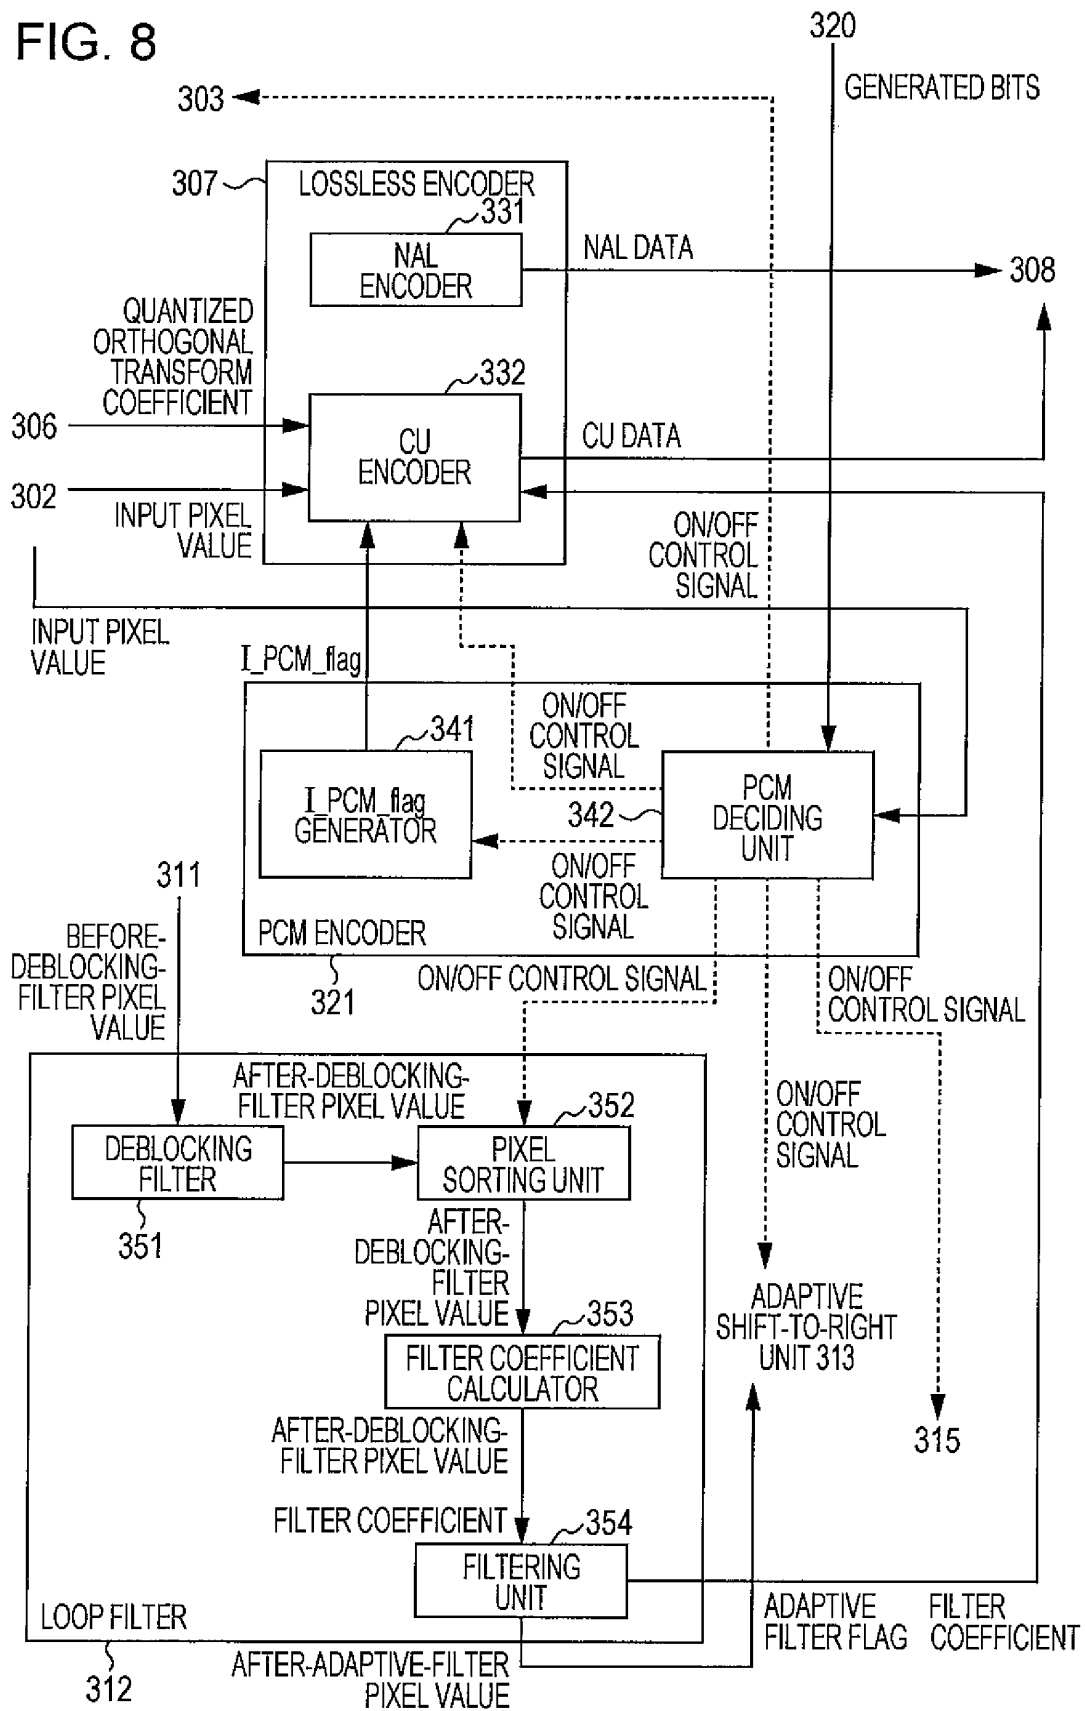 FIG. 8
320
GENERATED BITS
303
307
LOSSLESS ENCODER
331
NAL
ENCODER
NAL DATA
308
QUANTIZED
ORTHOGONAL
TRANSFORM
COEFFICIENT
332
306
CU
ENCODER
CU DATA
302
INPUT PIXEL
VALUE
ON/OFF
CONTROL
SIGNAL
INPUT PIXEL
VALUE
I_PCM_flag
341
ON/OFF
CONTROL
SIGNAL
I_PCM_flag
GENERATOR
342
PCM
DECIDING
UNIT
ON/OFF
CONTROL
SIGNAL
311
PCM ENCODER
321
BEFORE-
DEBLOCKING-
FILTER PIXEL
VALUE
ON/OFF CONTROL SIGNAL
ON/OFF
CONTROL SIGNAL
AFTER-DEBLOCKING-
FILTER PIXEL VALUE
352
ON/OFF
CONTROL
SIGNAL
DEBLOCKING
FILTER
351
PIXEL
SORTING UNIT
AFTER-
DEBLOCKING-
FILTER
PIXEL VALUE
353
ADAPTIVE
SHIFT-TO-RIGHT
UNIT 313
FILTER COEFFICIENT
CALCULATOR
315
AFTER-DEBLOCKING-
FILTER PIXEL VALUE
FILTER COEFFICIENT
354
FILTERING
UNIT
LOOP FILTER
312
ADAPTIVE
FILTER FLAG
FILTER
COEFFICIENT
AFTER-ADAPTIVE-FILTER
PIXEL VALUE